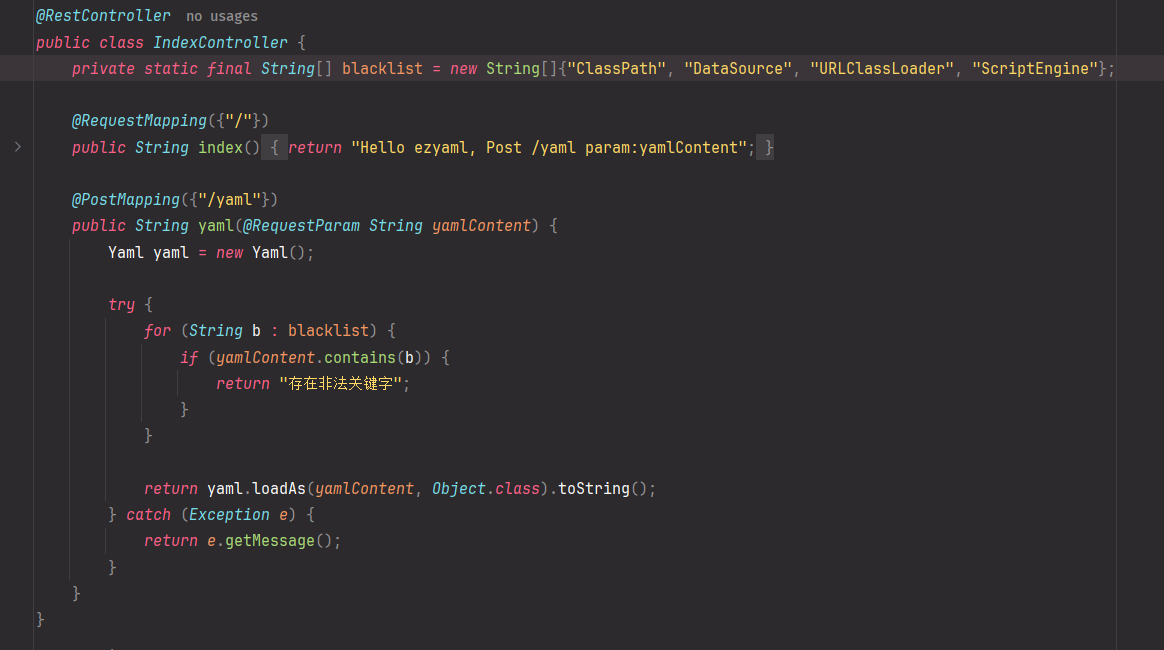 @RestController no usages
public class IndexController {
private static final String[] blacklist = new String[]{"ClassPath", "DataSource", "URLClassLoader", "ScriptEngine"};
@RequestMapping({"/"})
public String index() { return "Hello ezyaml, Post /yaml param:yamlContent"; }
@PostMapping({"/yaml"})
public String yaml(@RequestParam String yamlContent) {
Yaml yaml = new Yaml();
try {
for (String b : blacklist) {
if (yamlContent.contains(b)) {
return "存在非法关键字";
}
}
return yaml.loadAs(yamlContent, Object.class).toString();
} catch (Exception e) {
return e.getMessage();
}
}
}